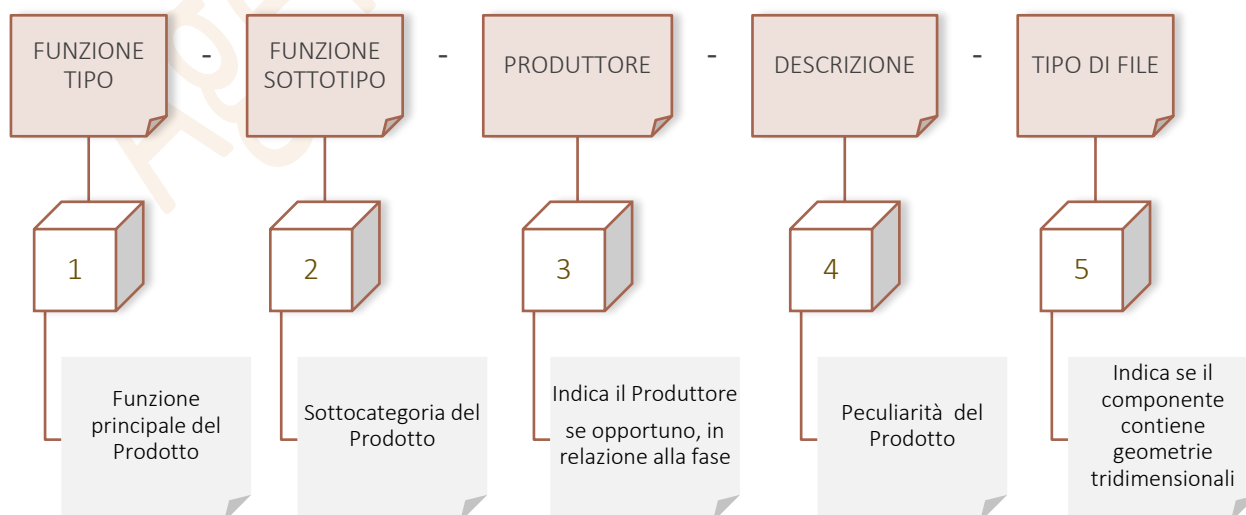 FUNZIONE
TIPO
-
FUNZIONE
SOTTOTIPO
-
PRODUTTORE
-
DESCRIZIONE
-
TIPO DI FILE
1
2
3
4
5
Funzione
principale del
Prodotto
Sottocategoria del
Prodotto
Indica il Produttore
se opportuno, in
relazione alla fase
Peculiarità del
Prodotto
Indica se il
componente
contiene
geometrie
tridimensionali